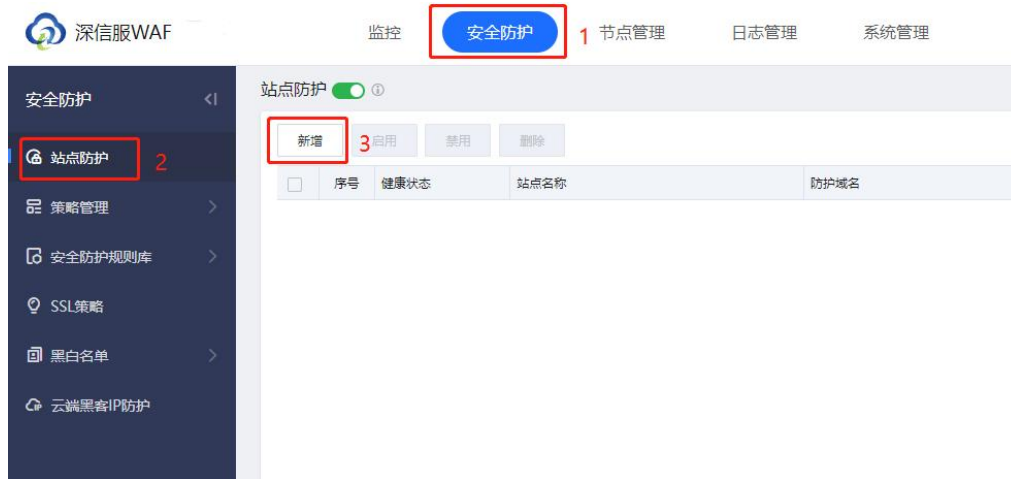 深信服WAF
监控
安全防护
1
节点管理
日志管理
系统管理
安全防护
站点防护
新增
3
启用
禁用
删除
站点防护
2
序号
健康状态
站点名称
防护域名
策略管理
安全防护规则库
SSL策略
黑白名单
云端黑客IP防护